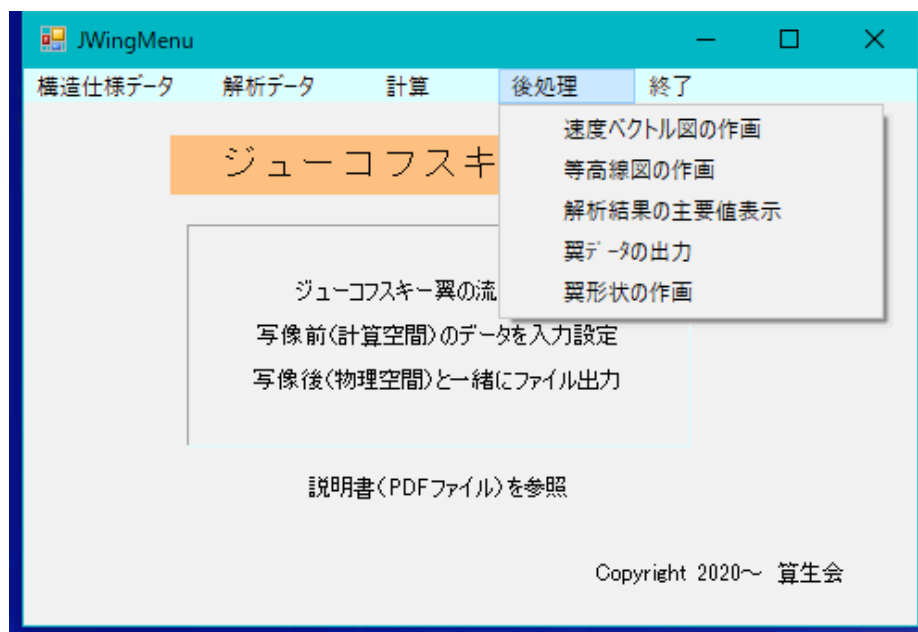 JWingMenu
構造仕様データ 解析データ 計算 後処理 終了
速度ベクトル図の作画
等高線図の作画
解析結果の主要値表示
翼データの出力
翼形状の作画
ジューコフスキ
ジューコフスキー翼の流
写像前(計算空間)のデータを入力設定
写像後(物理空間)と一緒にファイル出力
説明書(PDFファイル)を参照
Copyright 2020～ 算生会